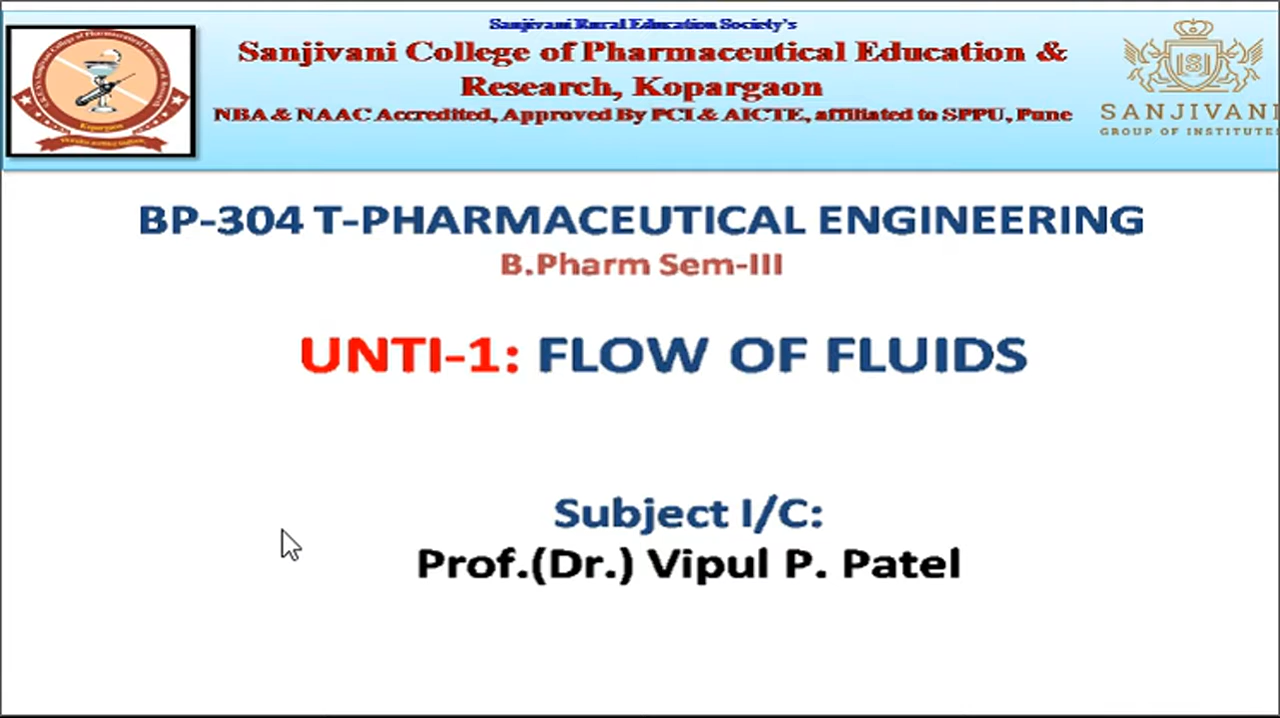 Sanjivani Rural Education Society's
Sanjivani College of Pharmaceutical Education &
Research, Kopargaon
NBA & NAAC Accredited, Approved By PCI & AICTE, affiliated to SPPU, Pune
SANJIVANI
GROUP OF INSTITUTES
Kopargaon
BP-304 T-PHARMACEUTICAL ENGINEERING
B.Pharm Sem-III
UNTI-1: FLOW OF FLUIDS
Subject I/C:
Prof.(Dr.) Vipul P. Patel